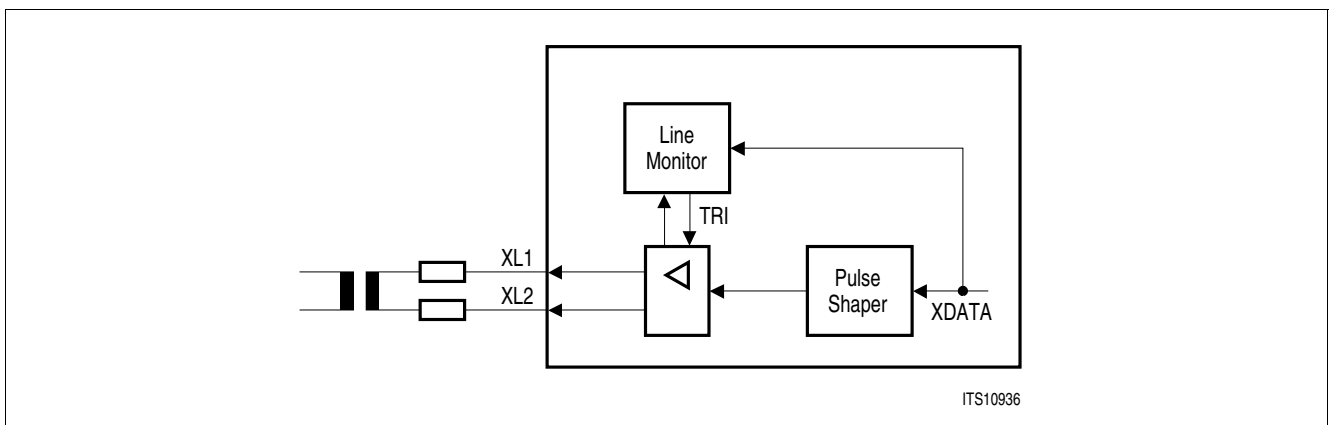 Line
Monitor
TRI
XL1
XL2
Pulse
Shaper
XDATA
ITS10936